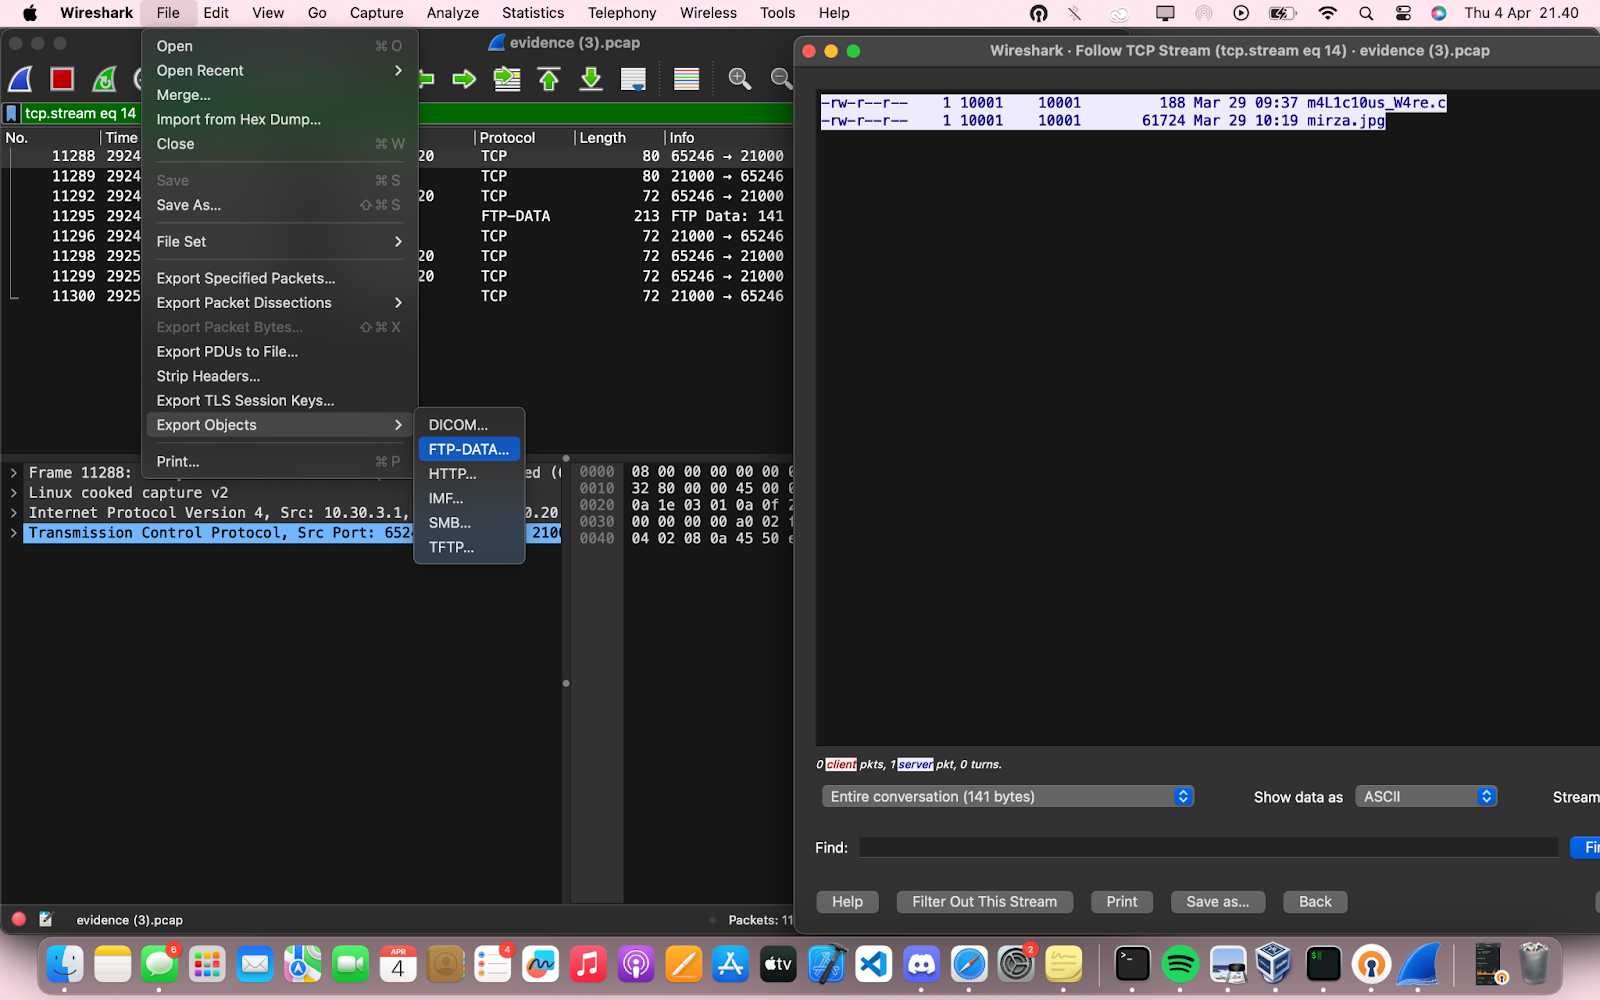 Wireshark File Edit View Go Capture Analyze Statistics Telephony Wireless Tools Help Thu 4 Apr 21.40
evidence (3).pcap
tcp.stream eq 14
No. Time Protocol Length Info
11288 2924 20 TCP 80 65246 → 21000
11289 2924 TCP 80 21000 → 65246
11292 2924 20 TCP 72 65246 → 21000
11295 2924 FTP-DATA 213 FTP Data: 141
11296 2924 TCP 72 21000 → 65246
11298 2925 20 TCP 72 65246 → 21000
11299 2925 20 TCP 72 65246 → 21000
11300 2925 TCP 72 21000 → 65246
Open ⌘ O
Open Recent
Merge...
Import from Hex Dump...
Close ⌘ W
Save ⌘ S
Save As... ⇧ ⌘ S
File Set
Export Specified Packets...
Export Packet Dissections
Export Packet Bytes... ⇧ ⌘ X
Export PDUs to File...
Strip Headers...
Export TLS Session Keys...
Export Objects
Print... ⌘ P
DICOM...
FTP-DATA...
HTTP...
IMF...
SMB...
TFTP...
Frame 11288: ed (
Linux cooked capture v2
Internet Protocol Version 4, Src: 10.30.3.1, 0.20
Transmission Control Protocol, Src Port: 652 210
0000 08 00 00 00 00 0
0010 32 80 00 00 45 00 0
0020 0a 1e 03 01 0a 0f 2
0030 00 00 00 00 a0 02 f
0040 04 02 08 0a 45 50 e
evidence (3).pcap Packets: 11
Wireshark · Follow TCP Stream (tcp.stream eq 14) · evidence (3).pcap
-rw-r--r-- 1 10001 10001 188 Mar 29 09:37 m4L1c10us_W4re.c
-rw-r--r-- 1 10001 10001 61724 Mar 29 10:19 mirza.jpg
0 client pkts, 1 server pkt, 0 turns.
Entire conversation (141 bytes) Show data as ASCII Stream
Find: Fi
Help Filter Out This Stream Print Save as... Back
6 APR 4 4 tv 2